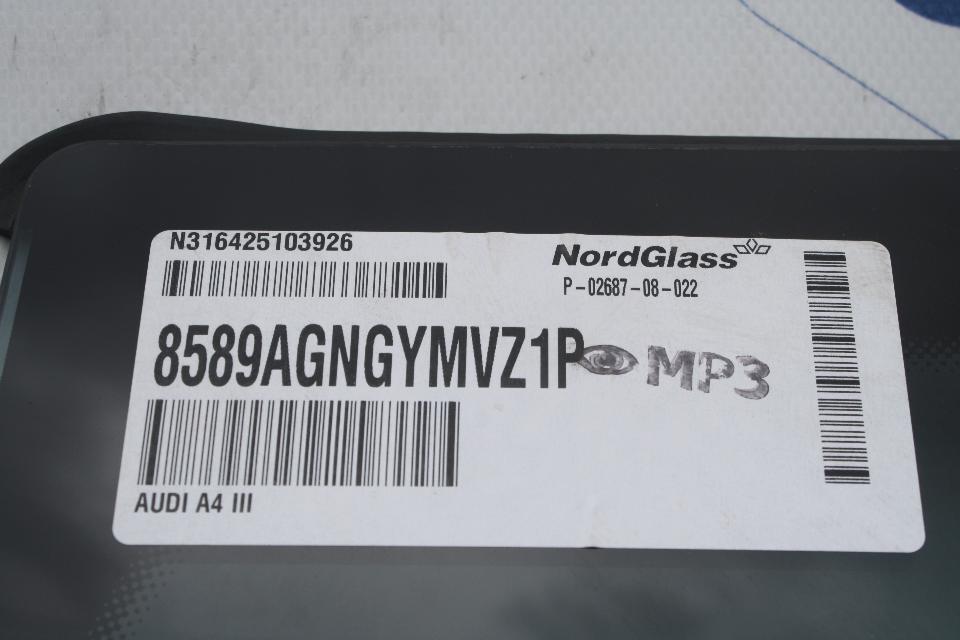 N316425103926
NordGlass
P-02687-08-022
8589AGNGYMVZ1P MP3
AUDI A4 III